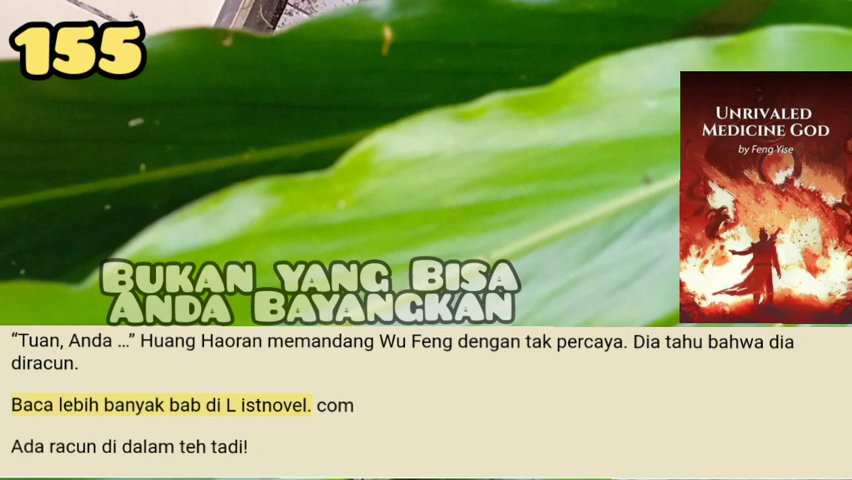 155
UNRIVALED
MEDICINE GOD
by Feng Yise
BUKAN YANG BISA
ANDA BAYANGKAN
“Tuan, Anda ...” Huang Haoran memandang Wu Feng dengan tak percaya. Dia tahu bahwa dia
diracun.
Baca lebih banyak bab di L istnovel. com
Ada racun di dalam teh tadi!